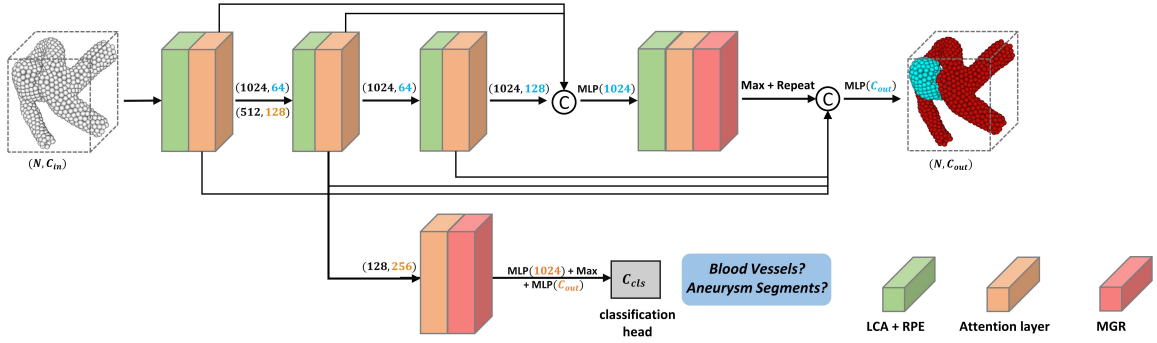 (N, C_in)
(1024, 64)
(512, 128)
(1024, 64)
(1024, 128)
C
MLP(1024)
Max + Repeat
C
MLP(C_out)
(N, C_out)
(128, 256)
MLP(1024) + Max
+ MLP(C_out)
C_cls
classification
head
Blood Vessels?
Aneurysm Segments?
LCA + RPE
Attention layer
MGR